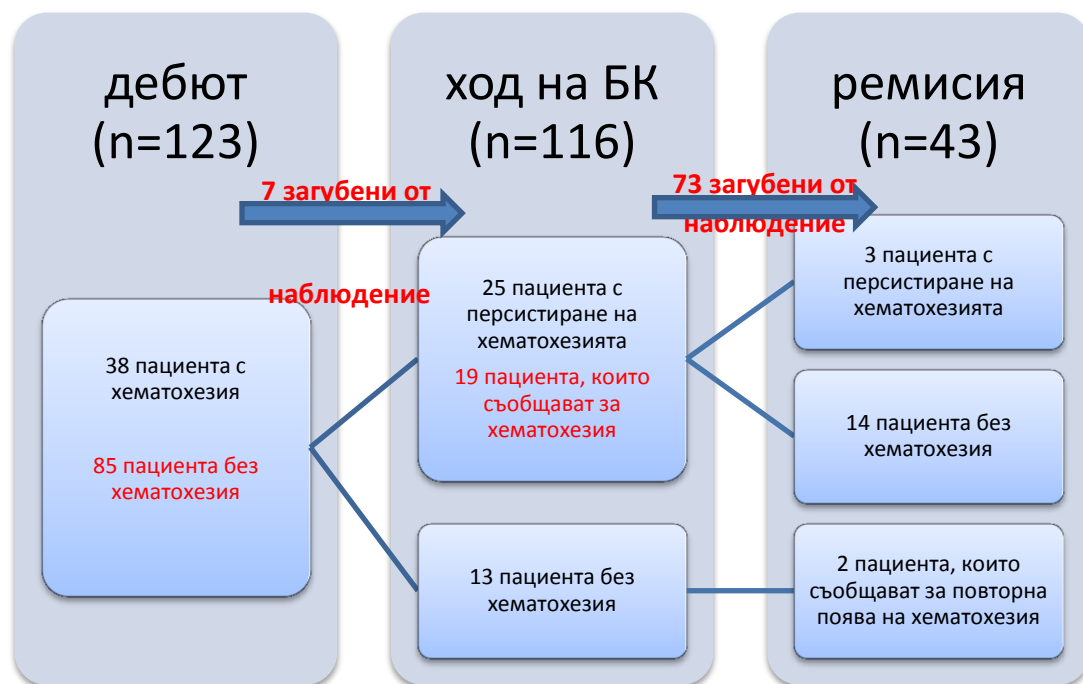 дебют
(n=123)
38 пациента с
хематохезия
85 пациента без
хематохезия
7 загубени от
наблюдение
ход на БК
(n=116)
25 пациента с
персистиране на
хематохезията
19 пациента, които
съобщават за
хематохезия
13 пациента без
хематохезия
73 загубени от
наблюдение
ремисия
(n=43)
3 пациента с
персистиране на
хематохезията
14 пациента без
хематохезия
2 пациента, които
съобщават за повторна
поява на хематохезия